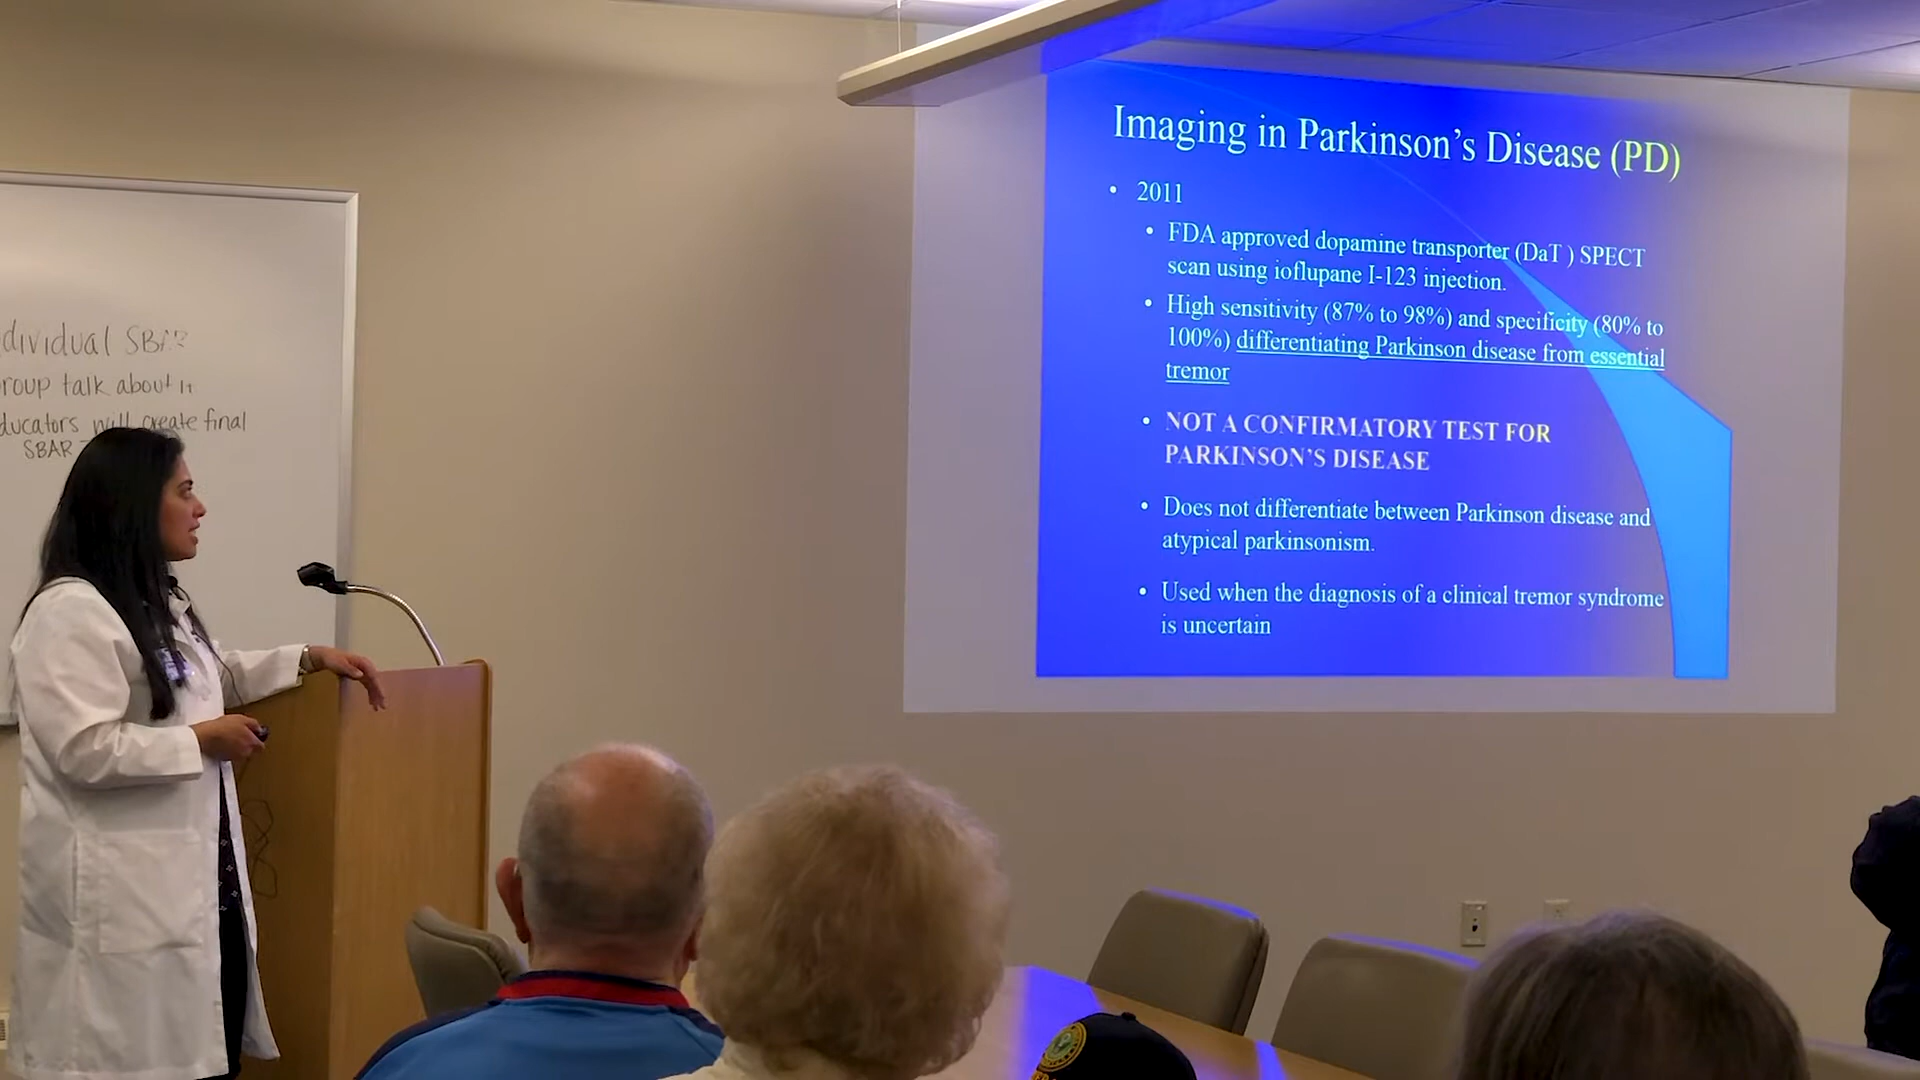 Imaging in Parkinson's Disease (PD)
• 2011
• FDA approved dopamine transporter (DaT ) SPECT
scan using ioflupane I-123 injection.
• High sensitivity (87% to 98%) and specificity (80% to
100%) differentiating Parkinson disease from essential
tremor
• NOT A CONFIRMATORY TEST FOR
PARKINSON'S DISEASE
• Does not differentiate between Parkinson disease and
atypical parkinsonism.
• Used when the diagnosis of a clinical tremor syndrome
is uncertain
dividual SBAR
roup talk about it
ducators will create final
SBAR